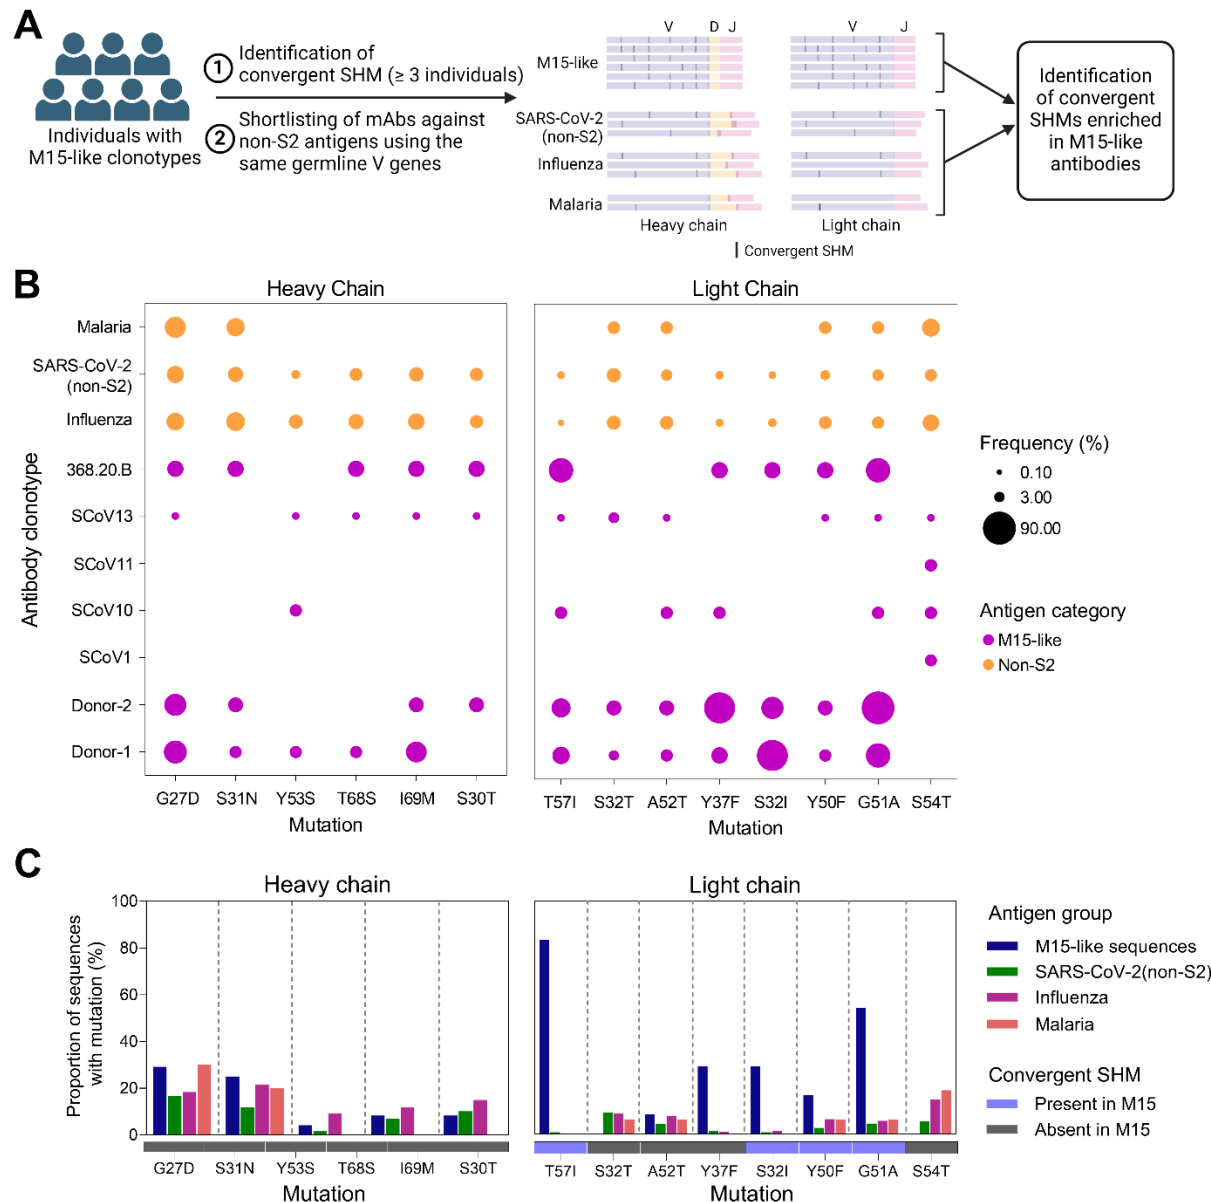 A
Individuals with
M15-like clonotypes
1
Identification of
convergent SHM (≥ 3 individuals)
2
Shortlisting of mAbs against
non-S2 antigens using the
same germline V genes
V D J
V J
M15-like
SARS-CoV-2
(non-S2)
Influenza
Malaria
Heavy chain
Light chain
Convergent SHM
Identification
of convergent
SHMs enriched
in M15-like
antibodies
B
Heavy Chain
Light Chain
Antibody clonotype
Malaria
SARS-CoV-2
(non-S2)
Influenza
368.20.B
SCoV13
SCoV11
SCoV10
SCoV1
Donor-2
Donor-1
G27D S31N Y53S T68S I69M S30T
Mutation
T57I S32T A52T Y37F S32I Y50F G51A S54T
Mutation
Frequency (%)
0.10
3.00
90.00
Antigen category
M15-like
Non-S2
C
Heavy chain
Light chain
Proportion of sequences
with mutation (%)
100
80
60
40
20
0
G27D S31N Y53S T68S I69M S30T
Mutation
T57I S32T A52T Y37F S32I Y50F G51A S54T
Mutation
Antigen group
M15-like sequences
SARS-CoV-2(non-S2)
Influenza
Malaria
Convergent SHM
Present in M15
Absent in M15